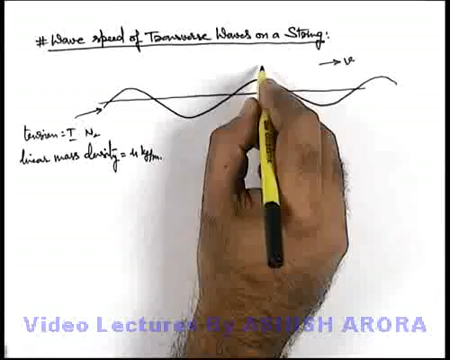 # Wave speed of Transverse Waves on a String:
→ v
tension = T N
linear mass density = μ kg/m.
Video Lectures By ASHISH ARORA